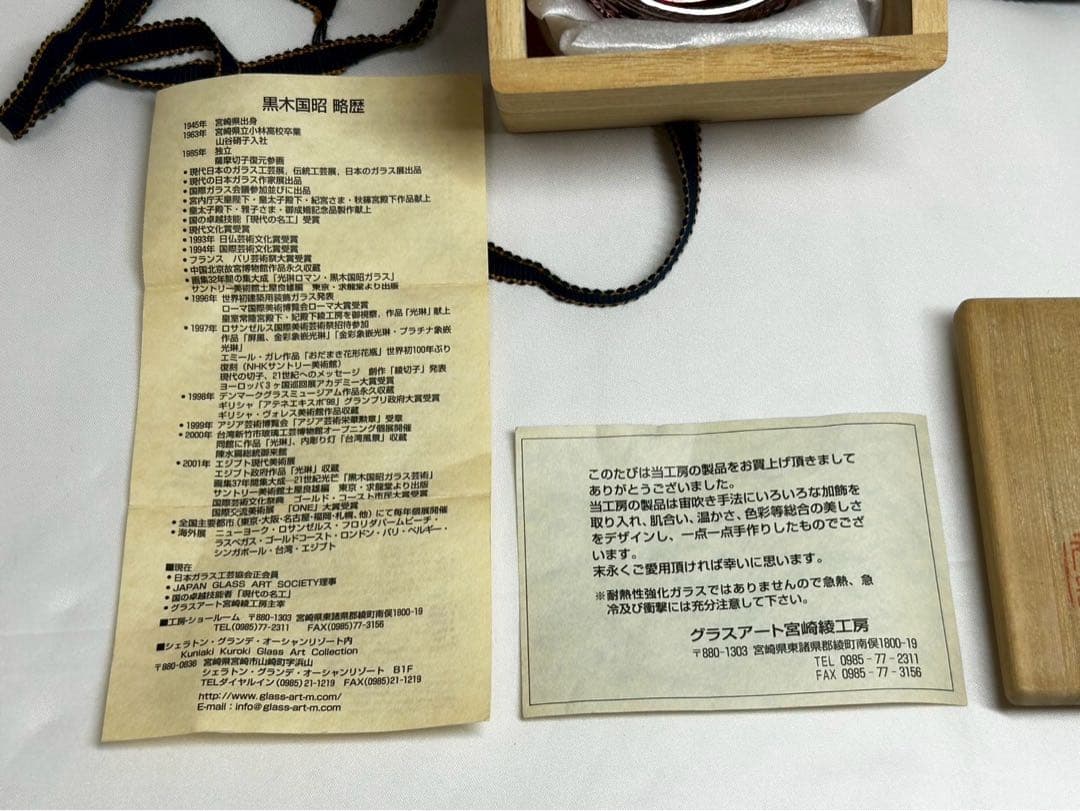 黒木国昭 略歴
1945年 宮崎県出身
1963年 宮崎県立小林高校卒業
山谷硝子入社
1985年 独立
薩摩切子復元参画
•現代日本のガラス工芸展，伝統工芸展，日本のガラス展出品
•現代の日本ガラス作家展出品
•国際ガラス会議参加並びに出品
•宮内庁天皇陛下・皇太子殿下・紀宮さま・秋篠宮殿下作品献上
•皇太子殿下・雅子さま・御成婚記念品製作献上
•国の卓越技能「現代の名工」受賞
•現代文化賞受賞
•1993年 日仏芸術文化賞受賞
•1994年 国際芸術文化賞受賞
•フランス パリ芸術祭大賞受賞
•中国北京故宮博物館作品永久収蔵
•画集32年間の集大成「光琳ロマン・黒木国昭ガラス」
サントリー美術館土屋良雄編 東京・求龍堂より出版
•1996年 世界初建築用装飾ガラス発表
ローマ国際美術博覧会ローマ大賞受賞
皇室常陸宮殿下・妃殿下綾工房を御視察，作品「光琳」献上
•1997年 ロサンゼルス国際美術芸術祭招待参加
作品「屏風、金彩象嵌光琳」「金彩象嵌光琳・プラチナ象嵌
光琳」
エミール・ガレ作品「おだまき花形花瓶」世界初100年ぶり
復刻（NHKサントリー美術館）
現代の切子、21世紀へのメッセージ 創作「綾切子」発表
ヨーロッパ3ヶ国巡回展アカデミー大賞受賞
•1998年 デンマークグラスミュージアム作品永久収蔵
ギリシャ「アテネエキスポ'98」グランプリ政府大賞受賞
ギリシャ・ヴォレス美術館作品収蔵
•1999年 アジア芸術博覧会「アジア芸術栄華勲章」受章
•2000年 台湾新竹市玻璃工芸博物館オープニング個展開催
同館に作品「光琳」、内彫り灯「台湾風景」収蔵
陳水扁総統御来館
•2001年 エジプト現代美術展
エジプト政府作品「光琳」収蔵
画集37年間集大成―21世紀光芒「黒木国昭ガラス芸術」
サントリー美術館土屋良雄編 東京・求龍堂より出版
国際芸術文化祭典 ゴールド・コースト市民大賞受賞
国際交流美術展 「ONE」大賞受賞
•全国主要都市（東京・大阪・名古屋・福岡・札幌、他）にて毎年個展開催
•海外展 ニューヨーク・ロサンゼルス・フロリダパームビーチ・
ラスベガス・ゴールドコースト・ロンドン・パリ・ベルギー・
シンガポール・台湾・エジプト
■現在
•日本ガラス工芸協会正会員
•JAPAN GLASS ART SOCIETY理事
•国の卓越技能者「現代の名工」
•グラスアート宮崎綾工房主宰
■工房・ショールーム 〒880-1303 宮崎県東諸県郡綾町南俣1800-19
TEL(0985)77-2311 FAX(0985)77-3156
■シェラトン・グランデ・オーシャンリゾート内
Kuniaki Kuroki Glass Art Collection
〒880-0836 宮崎県宮崎市山崎町字浜山
シェラトン・グランデ・オーシャンリゾート B1F
TELダイヤルイン(0985)21-1219 FAX(0985)21-1219
http://www.glass-art-m.com/
E-mail：info@glass-art-m.com
このたびは当工房の製品をお買上げ頂きまして
ありがとうございました。
当工房の製品は宙吹き手法にいろいろな加飾を
取り入れ、肌合い、温かさ、色彩等総合の美しさ
をデザインし、一点一点手作りしたものでござ
います。
末永くご愛用頂ければ幸いに思います。
※耐熱性強化ガラスではありませんので急熱、急
冷及び衝撃には充分注意して下さい。
グラスアート宮崎綾工房
〒880-1303 宮崎県東諸県郡綾町南俣1800-19
TEL 0985-77-2311
FAX 0985-77-3156